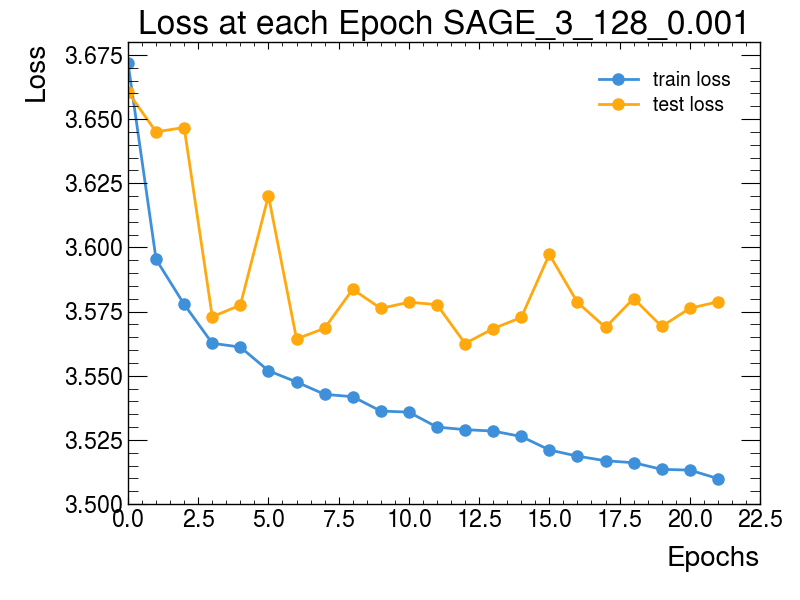 Loss at each Epoch SAGE_3_128_0.001
Loss
3.675
3.650
3.625
3.600
3.575
3.550
3.525
3.500
train loss
test loss
0.0 2.5 5.0 7.5 10.0 12.5 15.0 17.5 20.0 22.5
Epochs